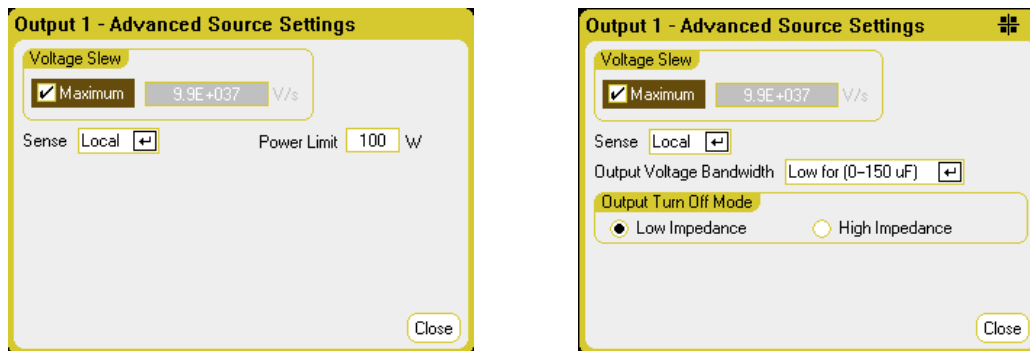 Output 1 - Advanced Source Settings
Voltage Slew
Maximum 9.9E+037 V/s
Sense Local Power Limit 100 W
Close
Output 1 - Advanced Source Settings
Voltage Slew
Maximum 9.9E+037 V/s
Sense Local
Output Voltage Bandwidth Low for (0-150 uF)
Output Turn Off Mode
Low Impedance High Impedance
Close